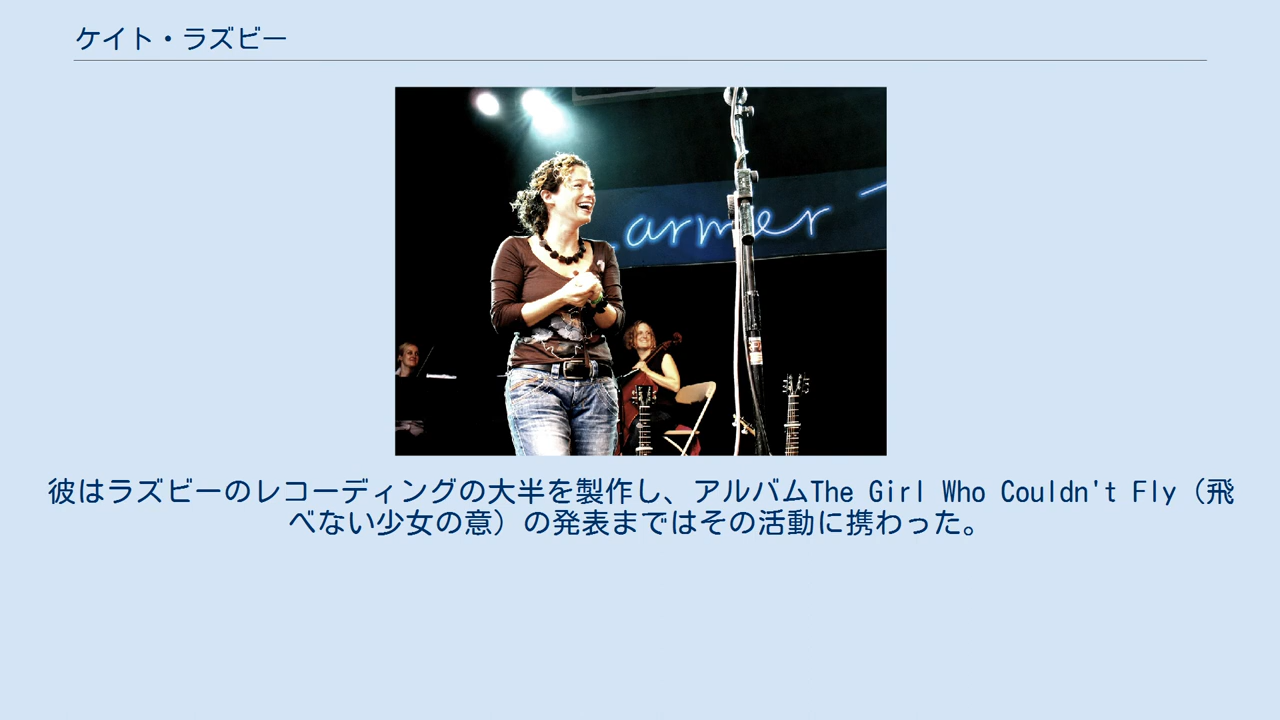 ケイト・ラズビー
armer T
彼はラズビーのレコーディングの大半を製作し、アルバムThe Girl Who Couldn't Fly（飛
べない少女の意）の発表まではその活動に携わった。